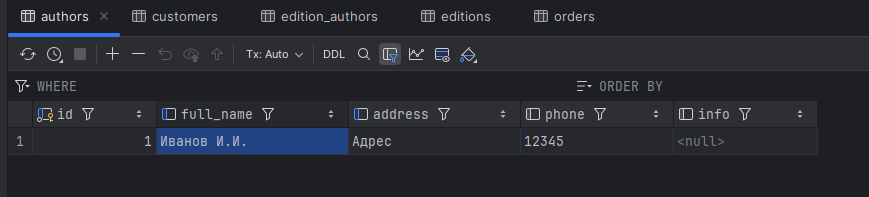 authors customers edition_authors editions orders
Tx: Auto DDL
WHERE ORDER BY
id full_name address phone info
1 1 Иванов И.И. Адрес 12345 <null>